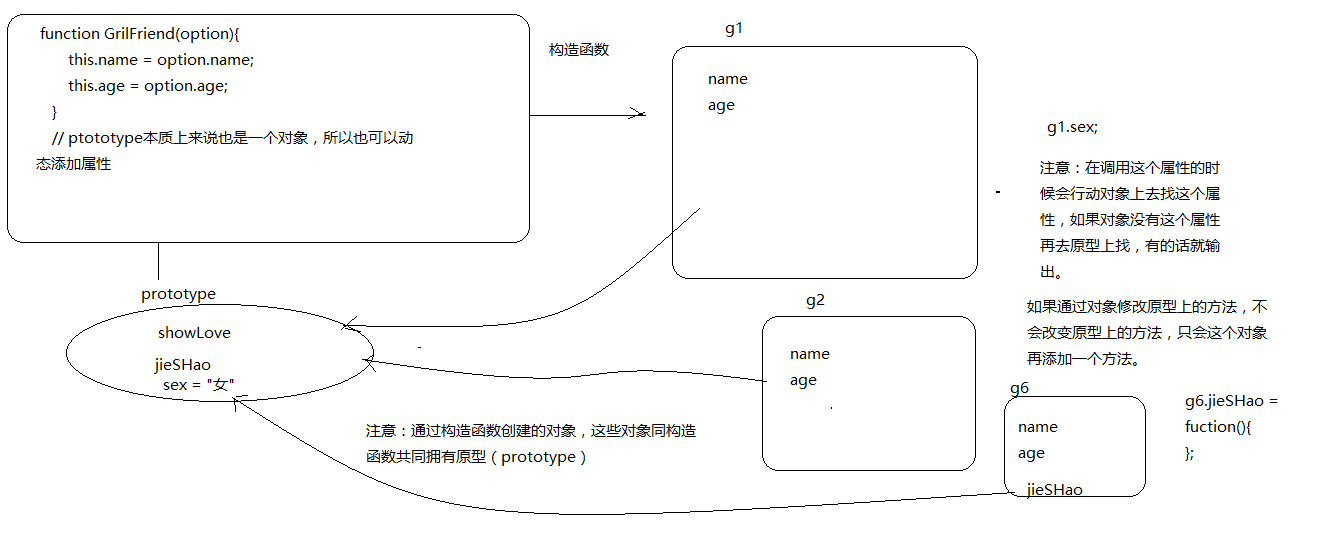 function GrilFriend(option){
this.name = option.name;
this.age = option.age;
}
// ptototype本质上来说也是一个对象，所以也可以动
态添加属性
构造函数
g1
name
age
g1.sex;
注意：在调用这个属性的时
候会行动对象上去找这个属
性，如果对象没有这个属性
再去原型上找，有的话就输
出。
prototype
showLove
jieSHao
sex = "女"
g2
name
age
如果通过对象修改原型上的方法，不
会改变原型上的方法，只会这个对象
再添加一个方法。
g6
name
age
jieSHao
g6.jieSHao =
fuction(){
};
注意：通过构造函数创建的对象，这些对象同构造
函数共同拥有原型（prototype）